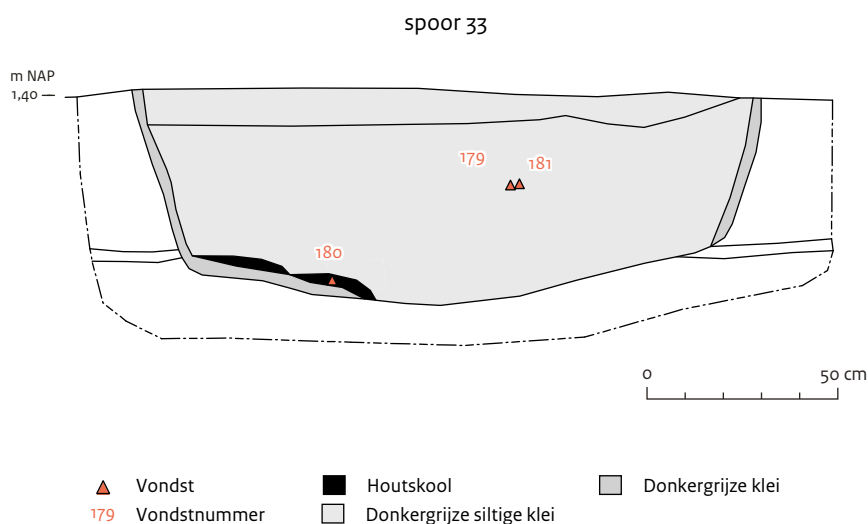 spoor 33
m NAP
1,40
179
181
180
0 50 cm
Vondst
Houtskool
Donkergrijze klei
179 Vondstnummer
Donkergrijze siltige klei